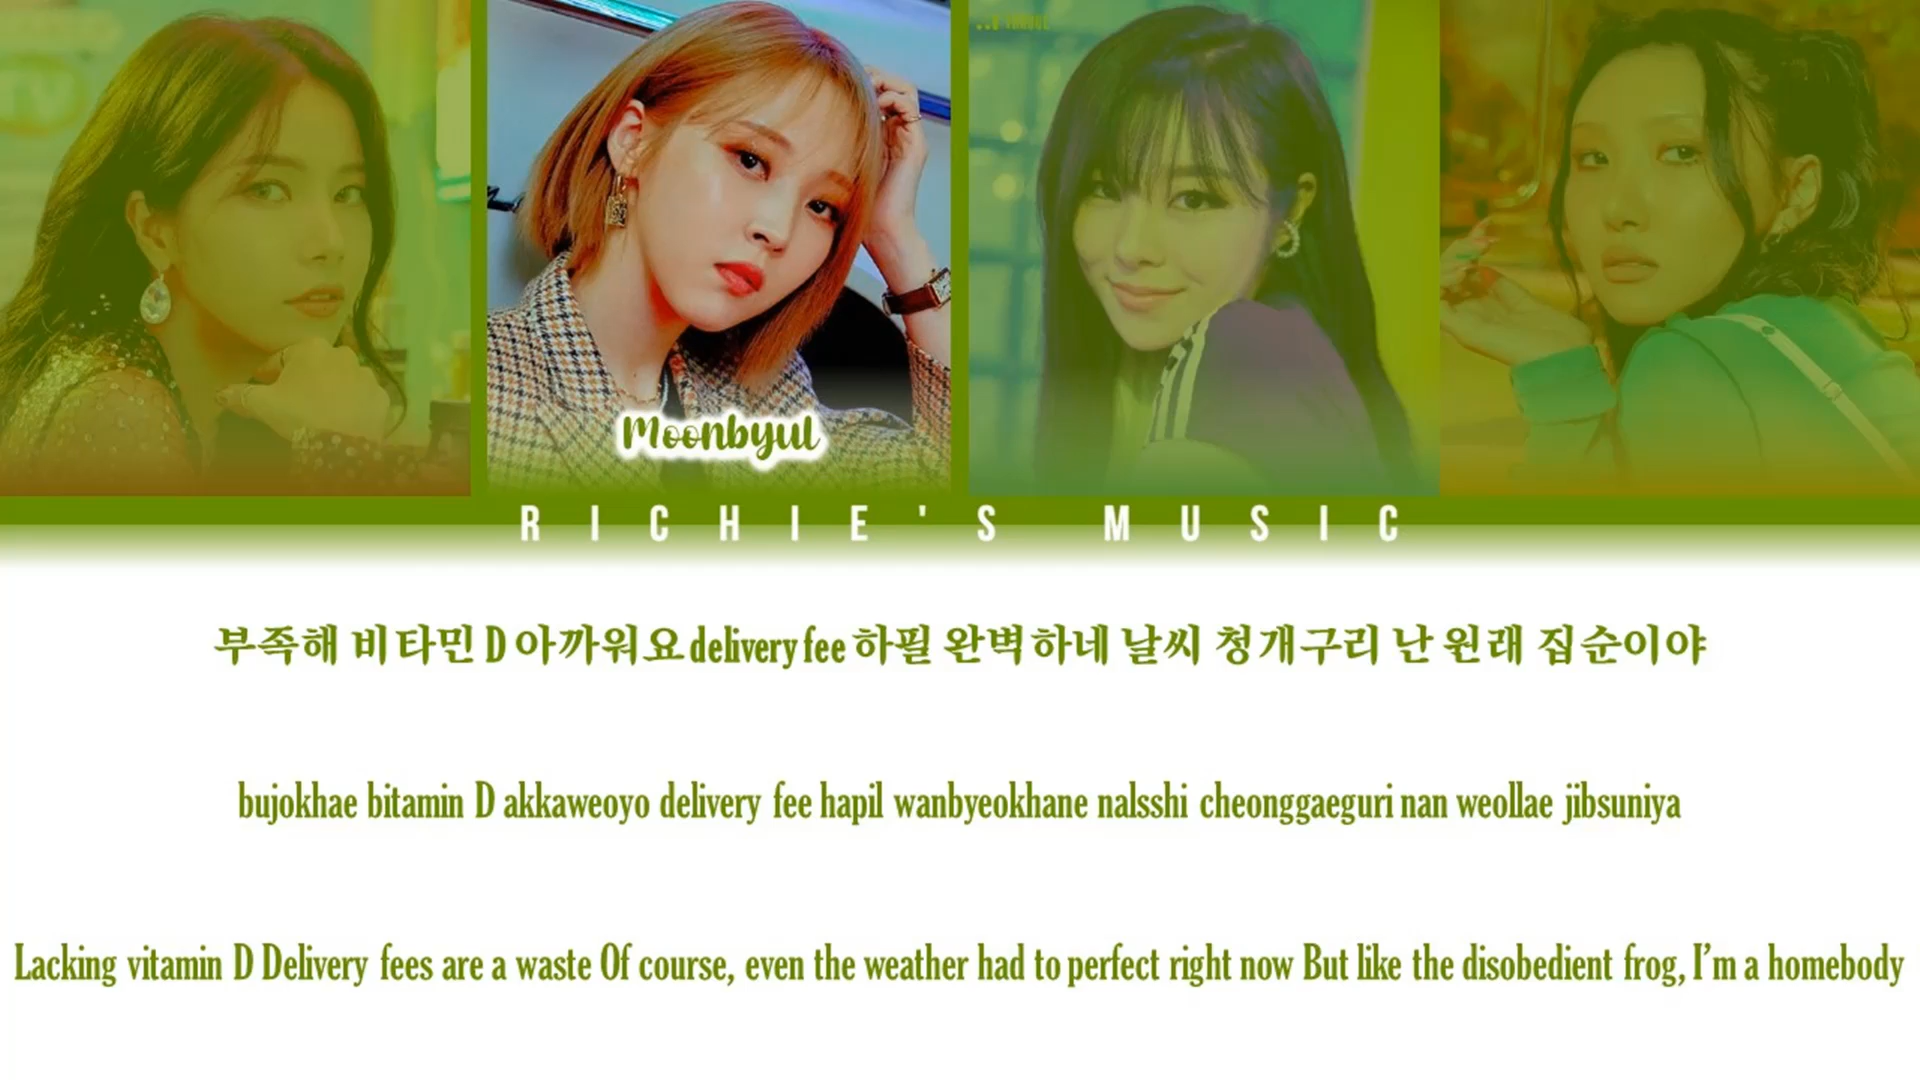 Moonbyul
RICHIE'S MUSIC
부족해 비타민 D 아까워요 delivery fee 하필 완벽하네 날씨 청개구리 난 원래 집순이야
bujokhae bitamin D akkaweoyo delivery fee hapil wanbyeokhane nalsshi cheonggaeguri nan weollae jibsuniya
Lacking vitamin D Delivery fees are a waste Of course, even the weather had to perfect right now But like the disobedient frog, I'm a homebody